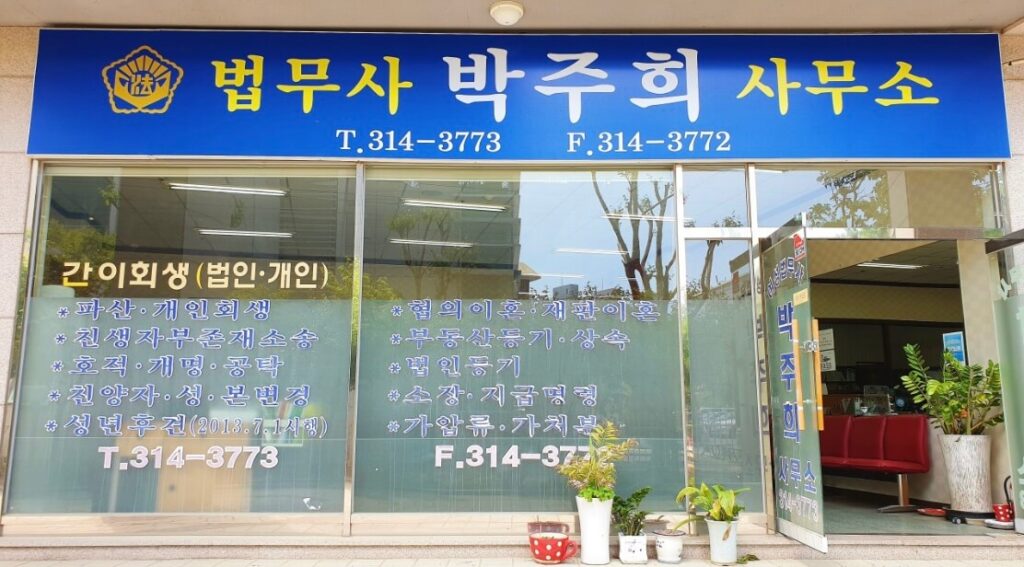 법무사 박주희 사무소
T.314-3773 F.314-3772
간이회생(법인·개인)
*파산·개인회생
*친생자부존재소송
*호적·개명·공탁
*친양자·성·본변경
*성년후견(2013.7.1시행)
T.314-3773
*협의이혼·재판이혼
*부동산등기·상속
*법인등기
*소장·지급명령
*가압류·가처분
F.314-3772
박주희
사무소
314-3773